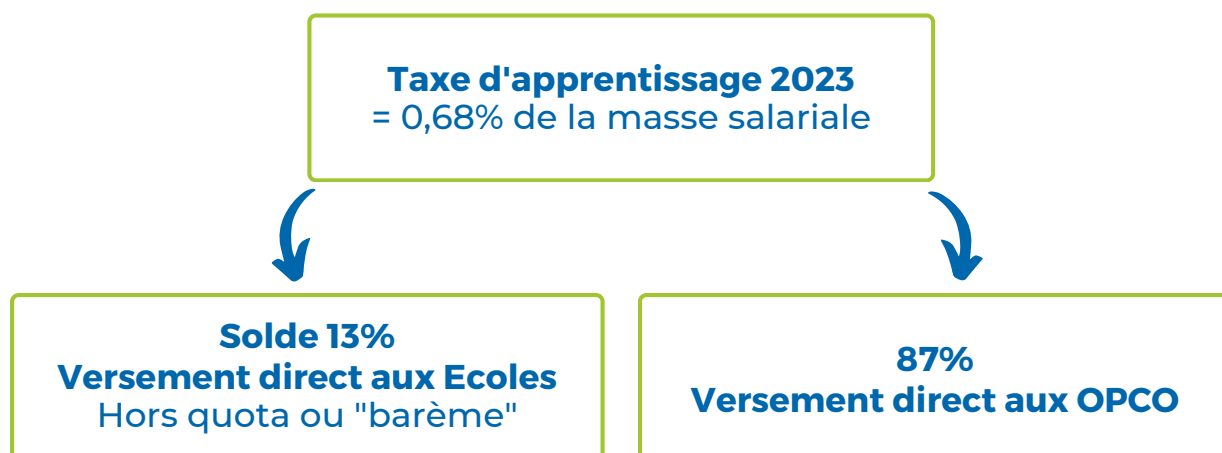 Taxe d'apprentissage 2023
= 0,68% de la masse salariale
Solde 13%
Versement direct aux Ecoles
Hors quota ou "barème"
87%
Versement direct aux OPCO